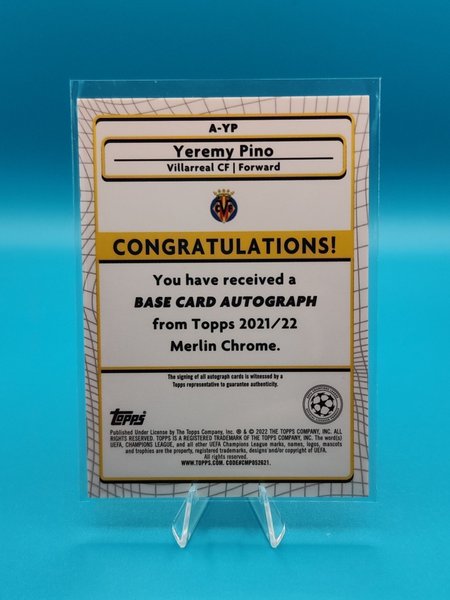 A-YP
Yeremy Pino
Villarreal CF | Forward
CONGRATULATIONS!
You have received a
BASE CARD AUTOGRAPH
from Topps 2021/22
Merlin Chrome.
The signing of all autograph cards is witnessed by a
Topps representative to guarantee authenticity.
topps
Published Under License by The Topps Company, Inc. ® & © 2022 THE TOPPS COMPANY, INC. ALL
RIGHTS RESERVED. TOPPS IS A REGISTERED TRADEMARK OF THE TOPPS COMPANY, INC. The word(s)
UEFA CHAMPIONS LEAGUE, and all other UEFA Champions League marks, names, logos, mascots
and trophies are the property, registered trademarks, designs and/or copyright of UEFA.
All rights reserved.
WWW.TOPPS.COM. CODE#CMP052621.